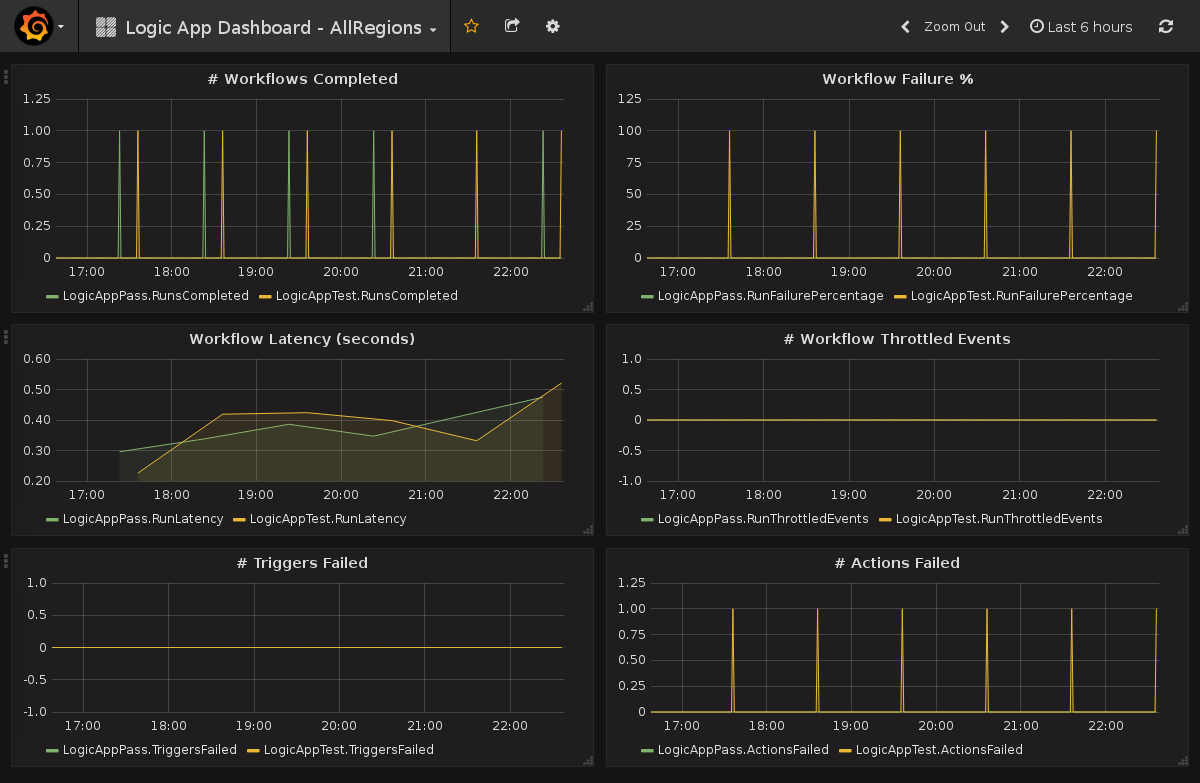 Logic App Dashboard - AllRegions
Zoom Out
Last 6 hours
# Workflows Completed
1.25
1.00
0.75
0.50
0.25
0
17:00 18:00 19:00 20:00 21:00 22:00
LogicAppPass.RunsCompleted LogicAppTest.RunsCompleted
Workflow Failure %
125
100
75
50
25
0
17:00 18:00 19:00 20:00 21:00 22:00
LogicAppPass.RunFailurePercentage LogicAppTest.RunFailurePercentage
Workflow Latency (seconds)
0.60
0.50
0.40
0.30
0.20
17:00 18:00 19:00 20:00 21:00 22:00
LogicAppPass.RunLatency LogicAppTest.RunLatency
# Workflow Throttled Events
1.0
0.5
0
-0.5
-1.0
17:00 18:00 19:00 20:00 21:00 22:00
LogicAppPass.RunThrottledEvents LogicAppTest.RunThrottledEvents
# Triggers Failed
1.0
0.5
0
-0.5
-1.0
17:00 18:00 19:00 20:00 21:00 22:00
LogicAppPass.TriggersFailed LogicAppTest.TriggersFailed
# Actions Failed
1.25
1.00
0.75
0.50
0.25
0
17:00 18:00 19:00 20:00 21:00 22:00
LogicAppPass.ActionsFailed LogicAppTest.ActionsFailed